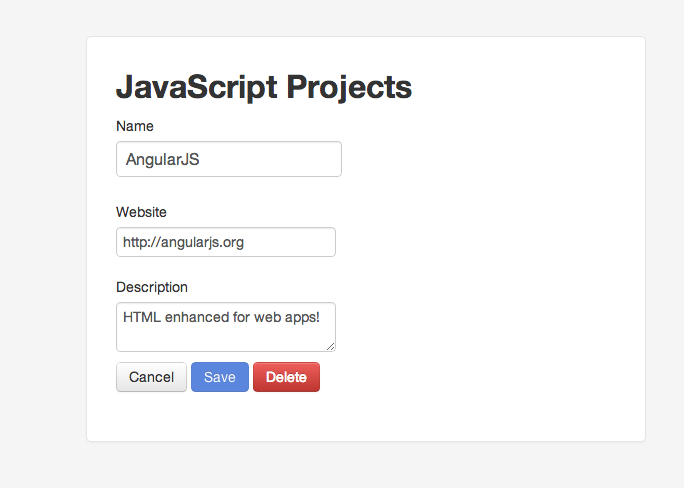 JavaScript Projects
Name
AngularJS
Website
http://angularjs.org
Description
HTML enhanced for web apps!
Cancel Save Delete